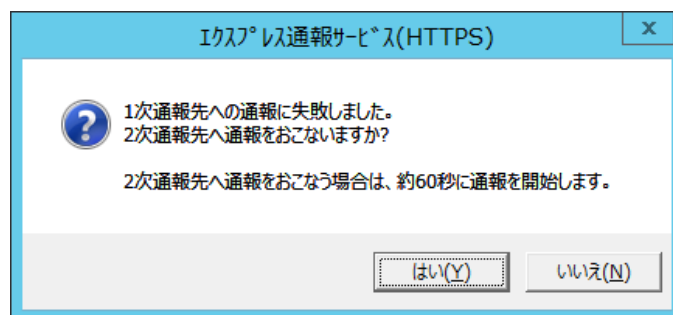 ｴｸｽﾌﾟﾚｽ通報ｻｰﾋﾞｽ(HTTPS)
x
1次通報先への通報に失敗しました。
2次通報先へ通報をおこないますか?
2次通報先へ通報をおこなう場合は、約60秒に通報を開始します。
はい(Y)
いいえ(N)